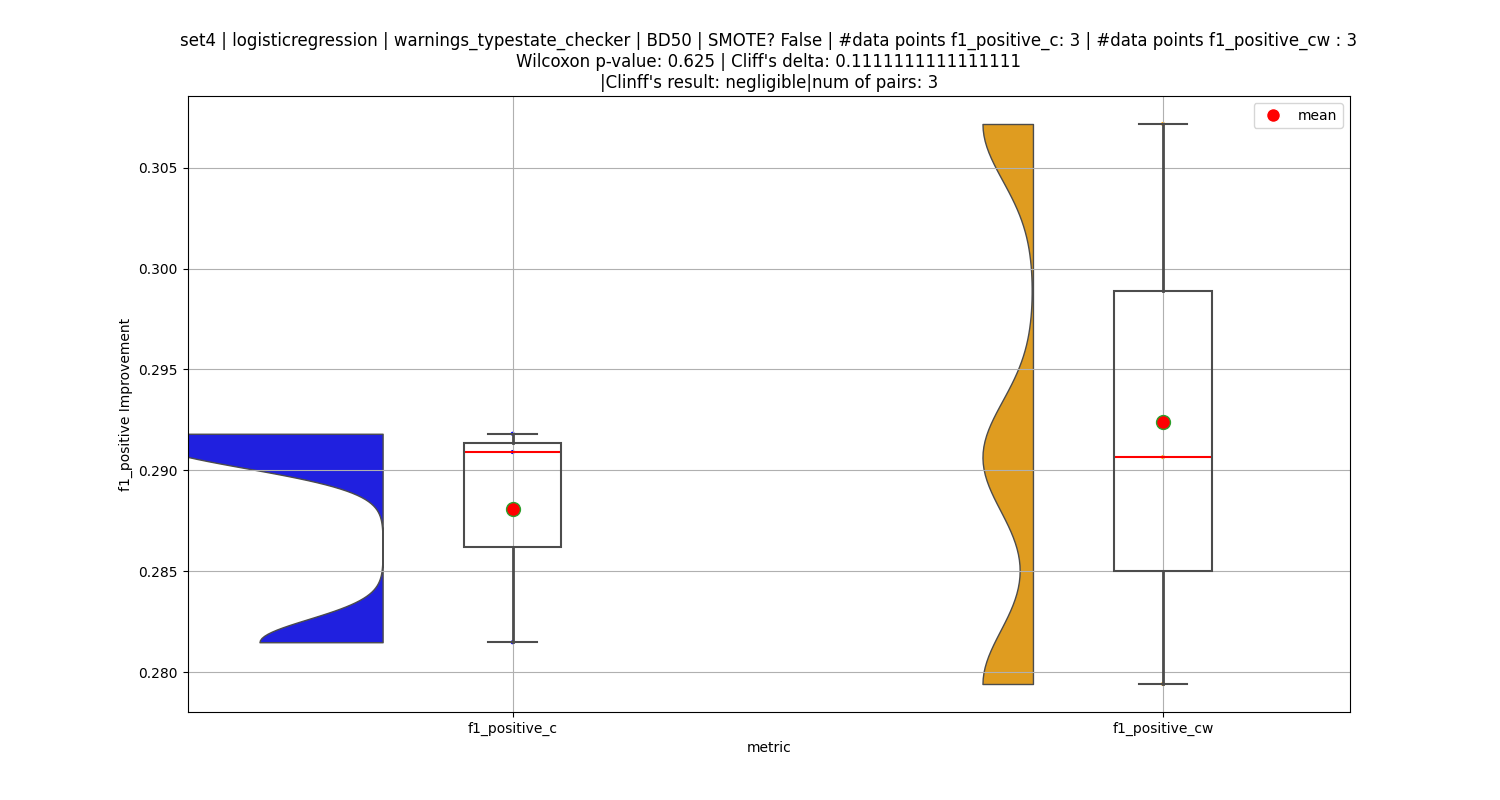 set4 | logisticregression | warnings_typestate_checker | BD50 | SMOTE? False | #data points f1_positive_c: 3 | #data points f1_positive_cw : 3
Wilcoxon p-value: 0.625 | Cliff's delta: 0.1111111111111111
|Clinff's result: negligible|num of pairs: 3
mean
0.305
0.300
0.295
0.290
0.285
0.280
f1_positive Improvement
f1_positive_c
f1_positive_cw
metric